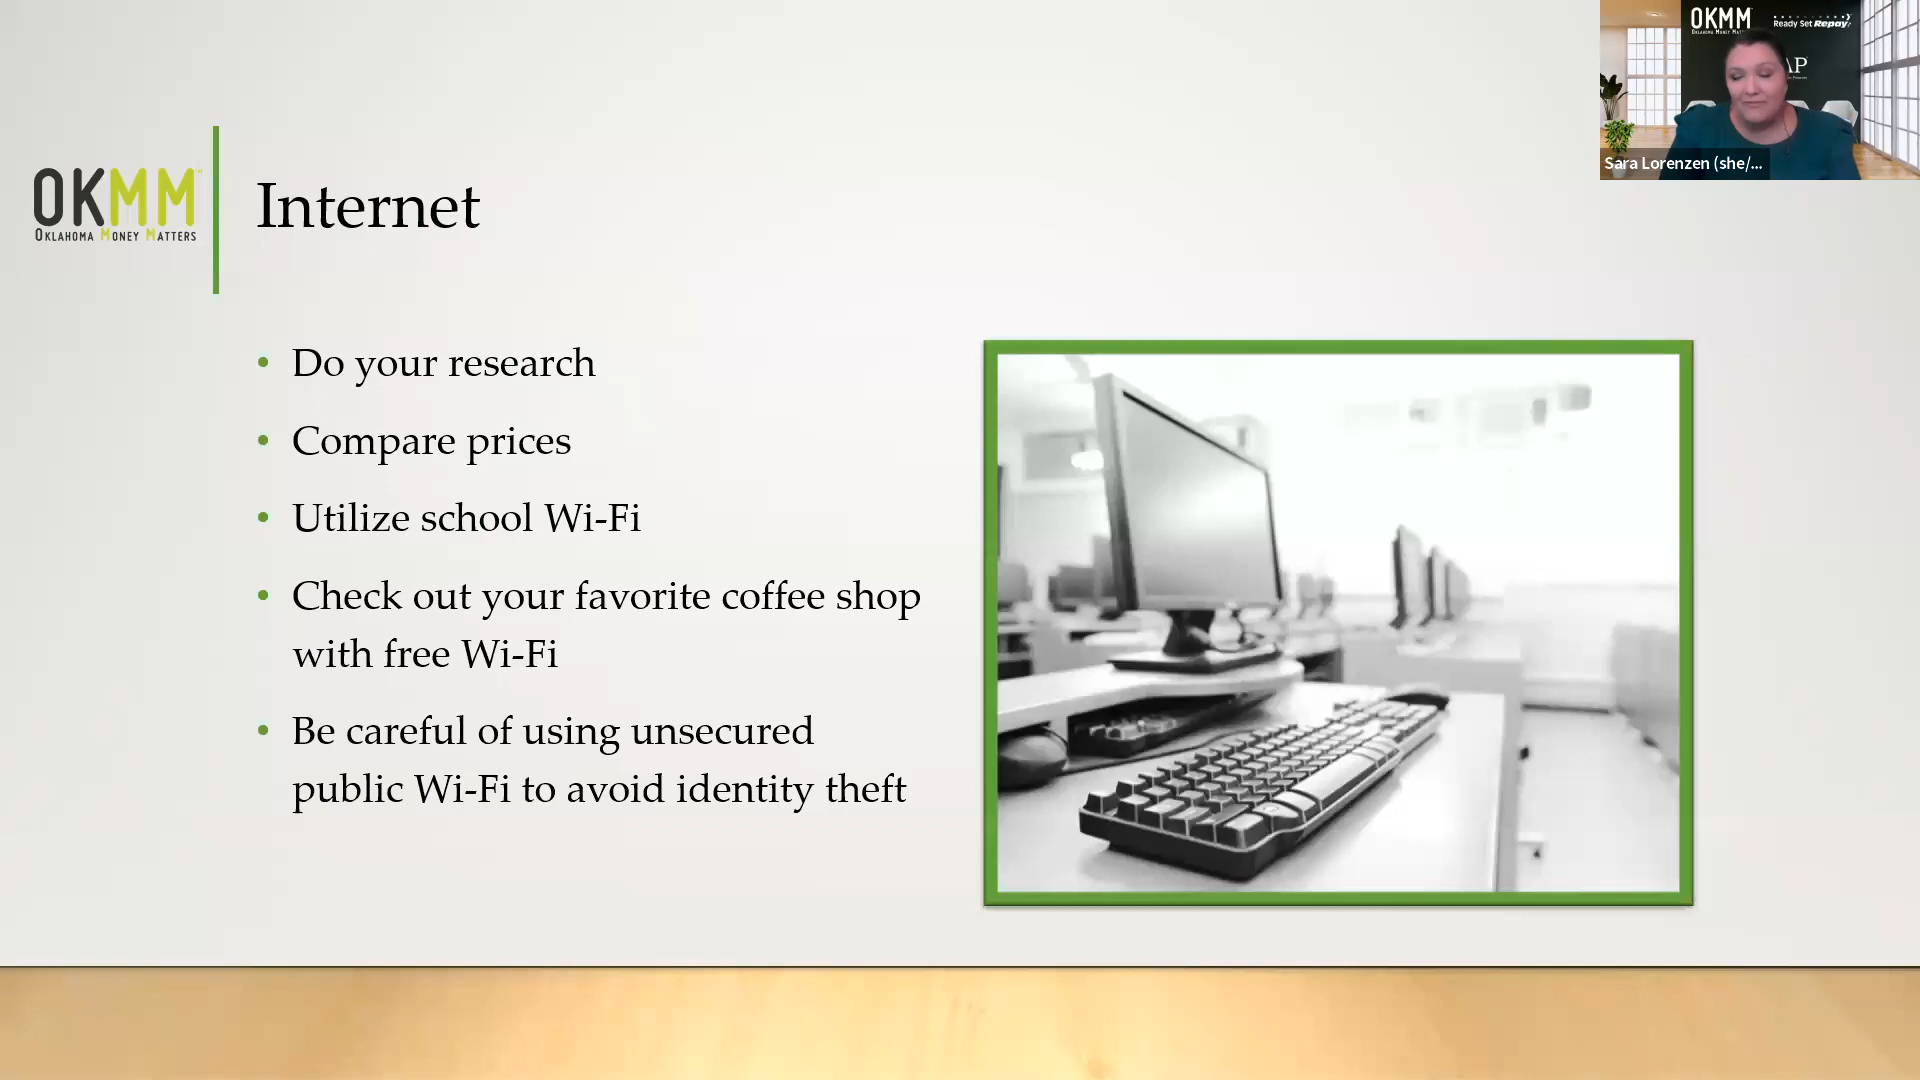 OKMM
OKLAHOMA MONEY MATTERS
Internet
• Do your research
• Compare prices
• Utilize school Wi-Fi
• Check out your favorite coffee shop
with free Wi-Fi
• Be careful of using unsecured
public Wi-Fi to avoid identity theft
OKMM
Ready Set Repay
AP
Sara Lorenzen (she/...